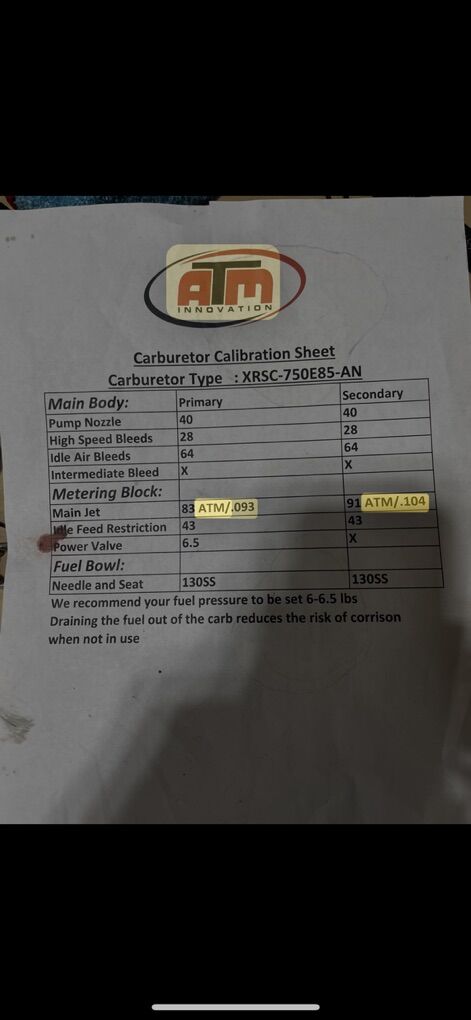 ATM
INNOVATION
Carburetor Calibration Sheet
Carburetor Type : XRSC-750E85-AN
Main Body: Primary Secondary
Pump Nozzle 40 40
High Speed Bleeds 28 28
Idle Air Bleeds 64 64
Intermediate Bleed X X
Metering Block:
Main Jet 83 ATM/.093 91 ATM/.104
Idle Feed Restriction 43 43
Power Valve 6.5 X
Fuel Bowl:
Needle and Seat 130SS 130SS
We recommend your fuel pressure to be set 6-6.5 lbs
Draining the fuel out of the carb reduces the risk of corrison
when not in use